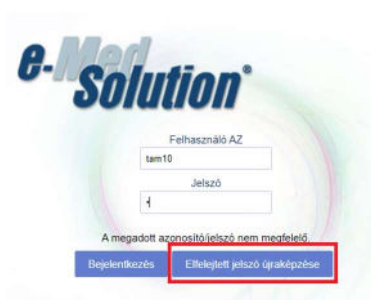 e-MedSolution®
Felhasználó AZ
tam10
Jelszó
A megadott azonosító/jelszó nem megfelelő.
Bejelentkezés Elfelejtett jelszó újraképzése